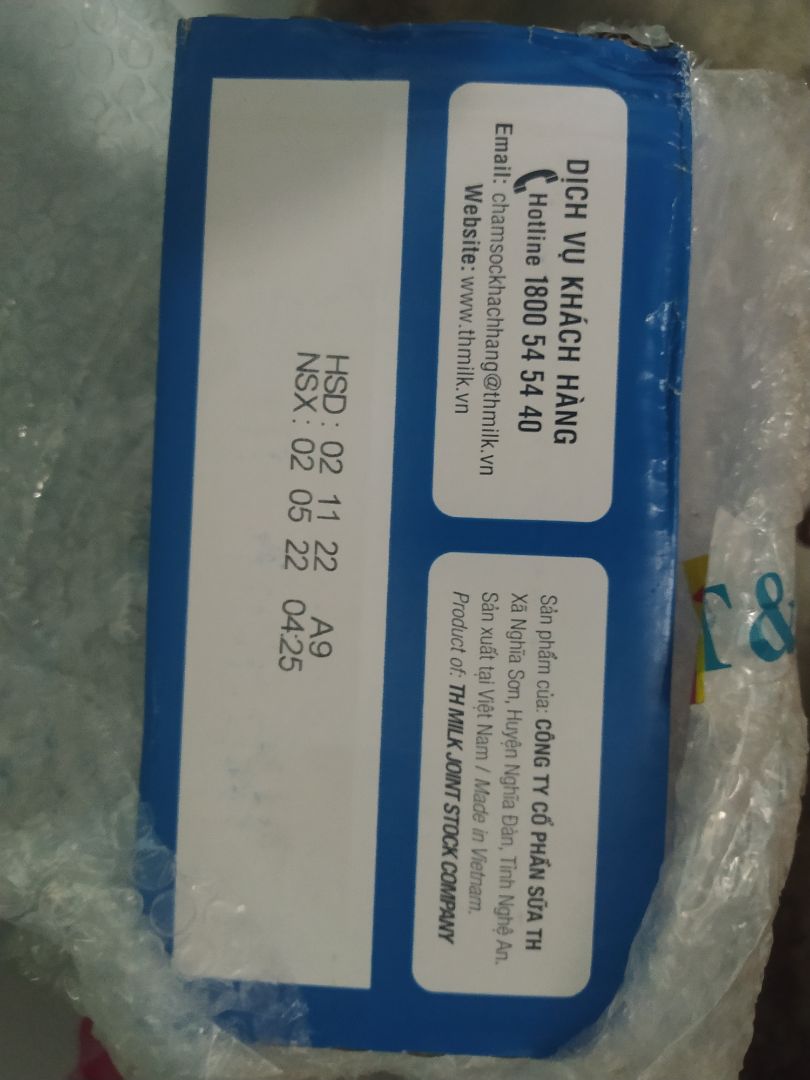 DỊCH VỤ KHÁCH HÀNG
Hotline 1800 54 54 40
Email: chamsockhachhang@thmilk.vn
Website: www.thmilk.vn
Sản phẩm của: CÔNG TY CỔ PHẦN SỮA TH
Xã Nghĩa Sơn, Huyện Nghĩa Đàn, Tỉnh Nghệ An.
Sản xuất tại Việt Nam / Made in Vietnam.
Product of: TH MILK JOINT STOCK COMPANY
HSD : 02 11 22 A9
NSX : 02 05 22 04:25